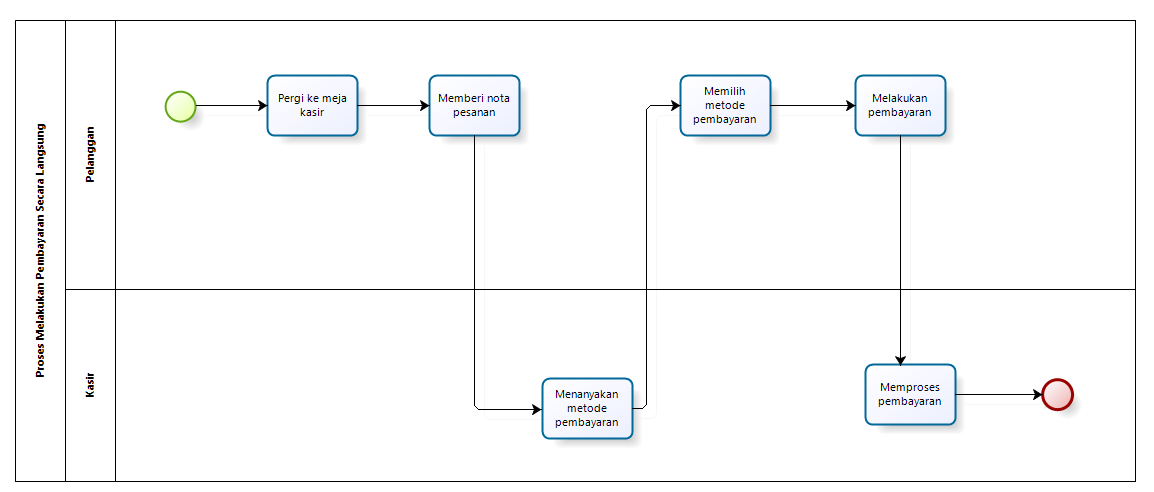 Proses Melakukan Pembayaran Secara Langsung
Pelanggan
Pergi ke meja
kasir
Memberi nota
pesanan
Memilih
metode
pembayaran
Melakukan
pembayaran
Kasir
Menanyakan
metode
pembayaran
Memproses
pembayaran